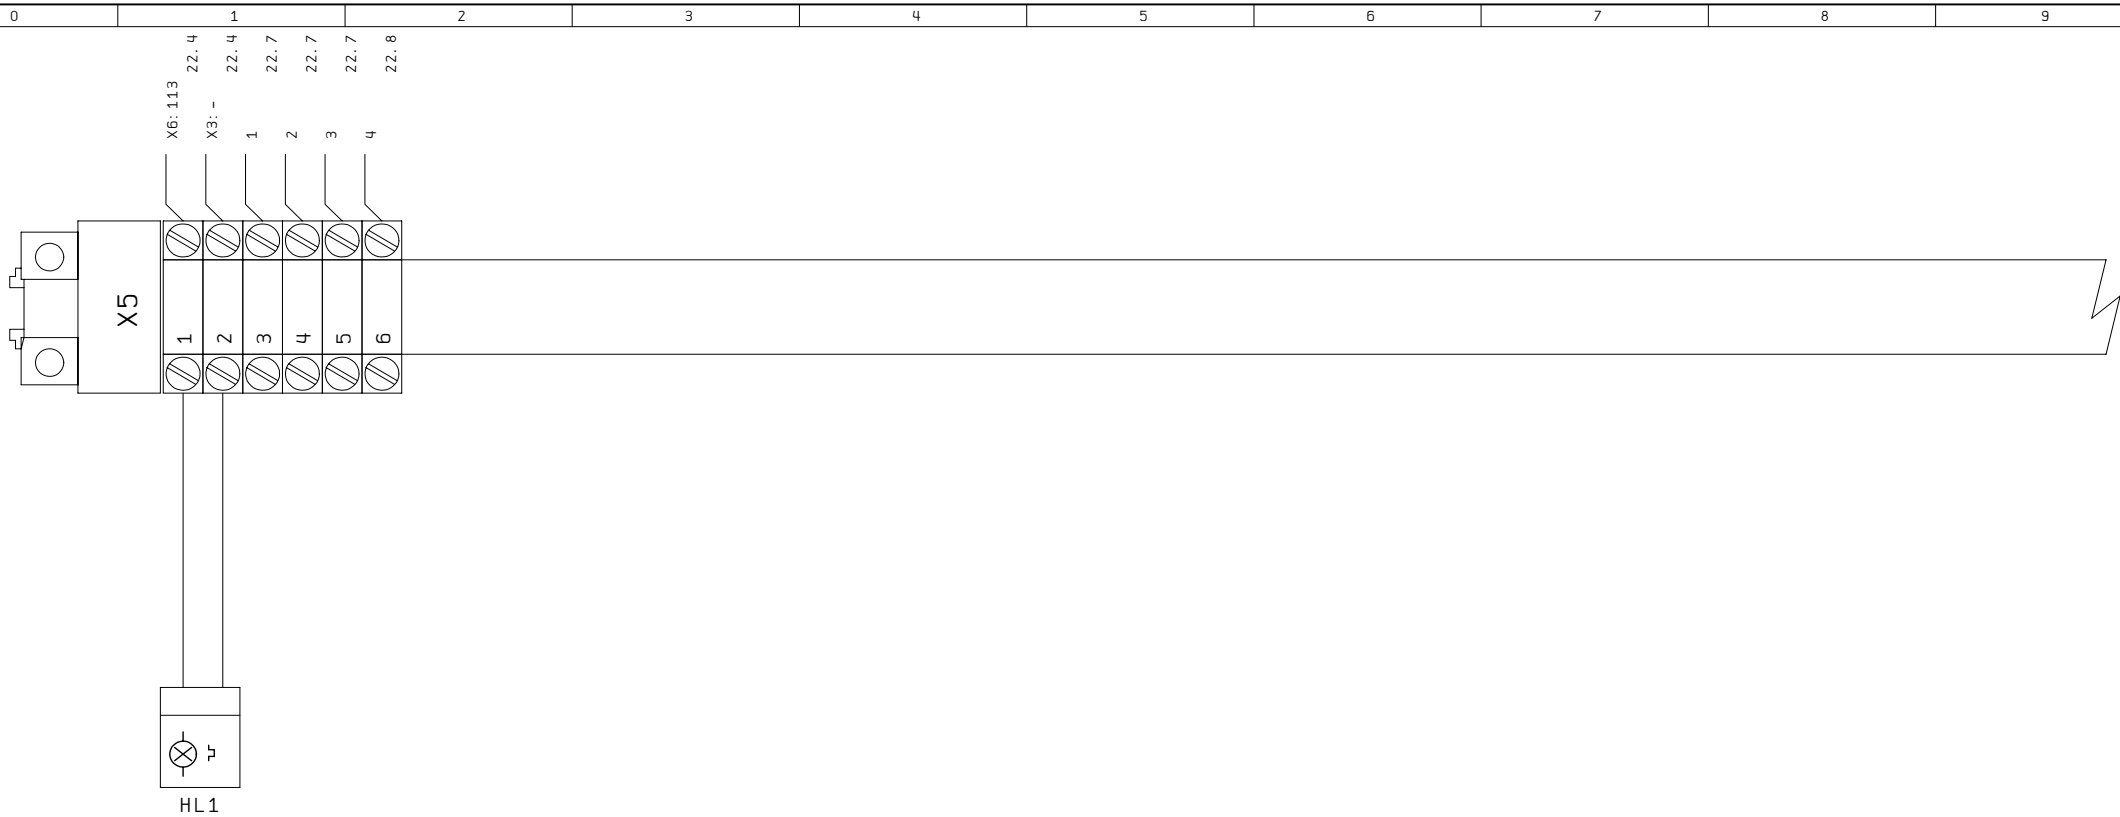 0 1 2 3 4 5 6 7 8 9
22.4 22.4 22.7 22.7 22.7 22.8
X6:113 X3:- 1 2 3 4
X5
1 2 3 4 5 6
HL1